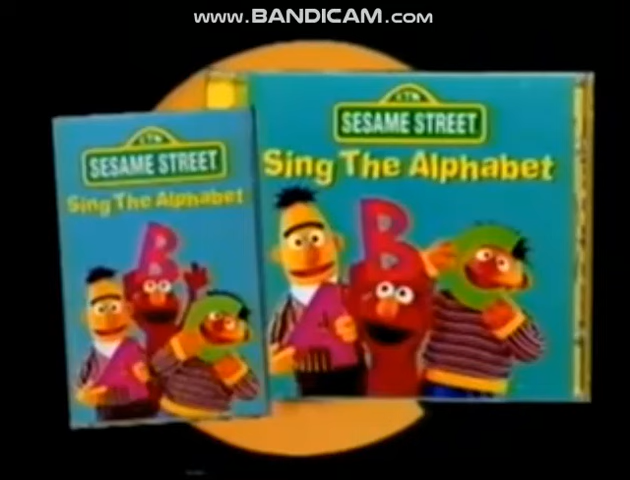 www.BANDICAM.com
SESAME STREET
Sing The Alphabet
B
A
SESAME STREET
Sing The Alphabet
B
A